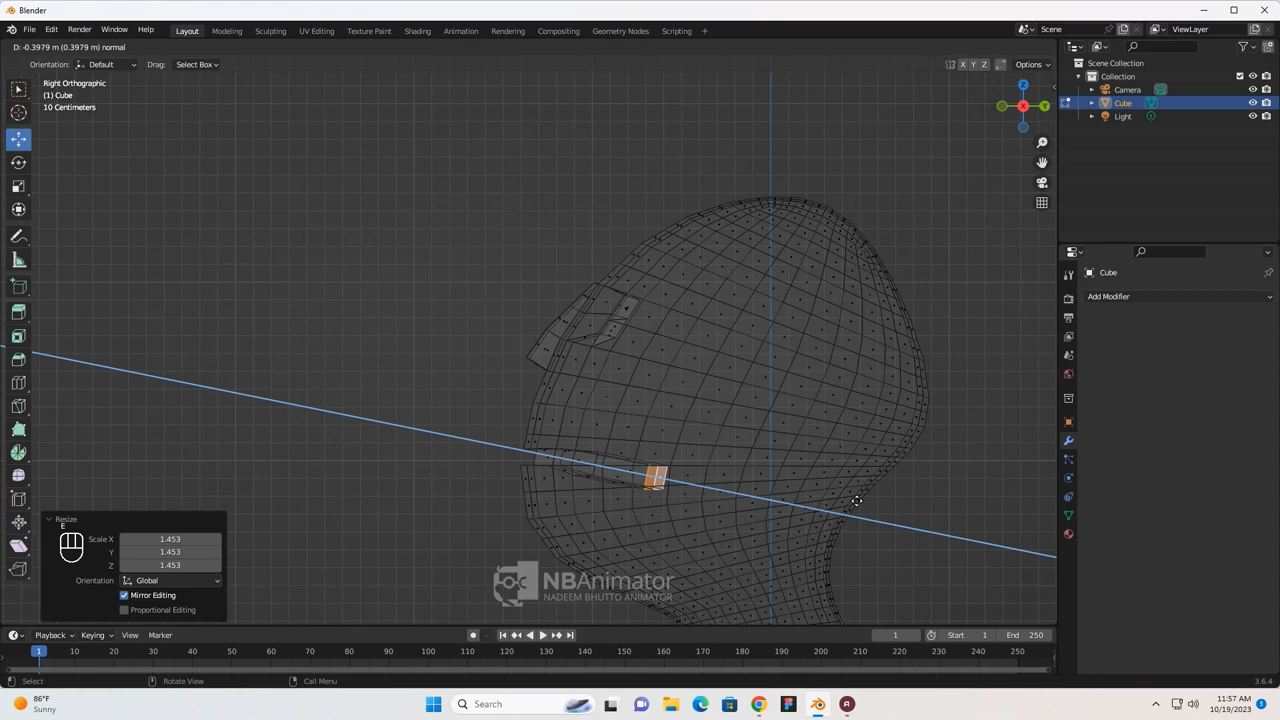 Blender
File Edit Render Window Help Layout Modeling Sculpting UV Editing Texture Paint Shading Animation Rendering Compositing Geometry Nodes Scripting + Scene ViewLayer
D: -0.3979 m (0.3979 m) normal
Orientation: Default Drag: Select Box X Y Z Options
Right Orthographic
(1) Cube
10 Centimeters
Z
Y
Scene Collection
Collection
Camera
Cube
Light
Cube
Add Modifier
Resize
E
Scale X 1.453
Y 1.453
Z 1.453
Orientation: Global
Mirror Editing
Proportional Editing
NBAnimator
NADEEM BHUTTO ANIMATOR
Playback Keying View Marker 1 Start 1 End 250
1 10 20 30 40 50 60 70 80 90 100 110 120 130 140 150 160 170 180 190 200 210 220 230 240 250
Select Rotate View Call Menu 3.6.4
86°F
Sunny
Search
11:57 AM
10/19/2023
3